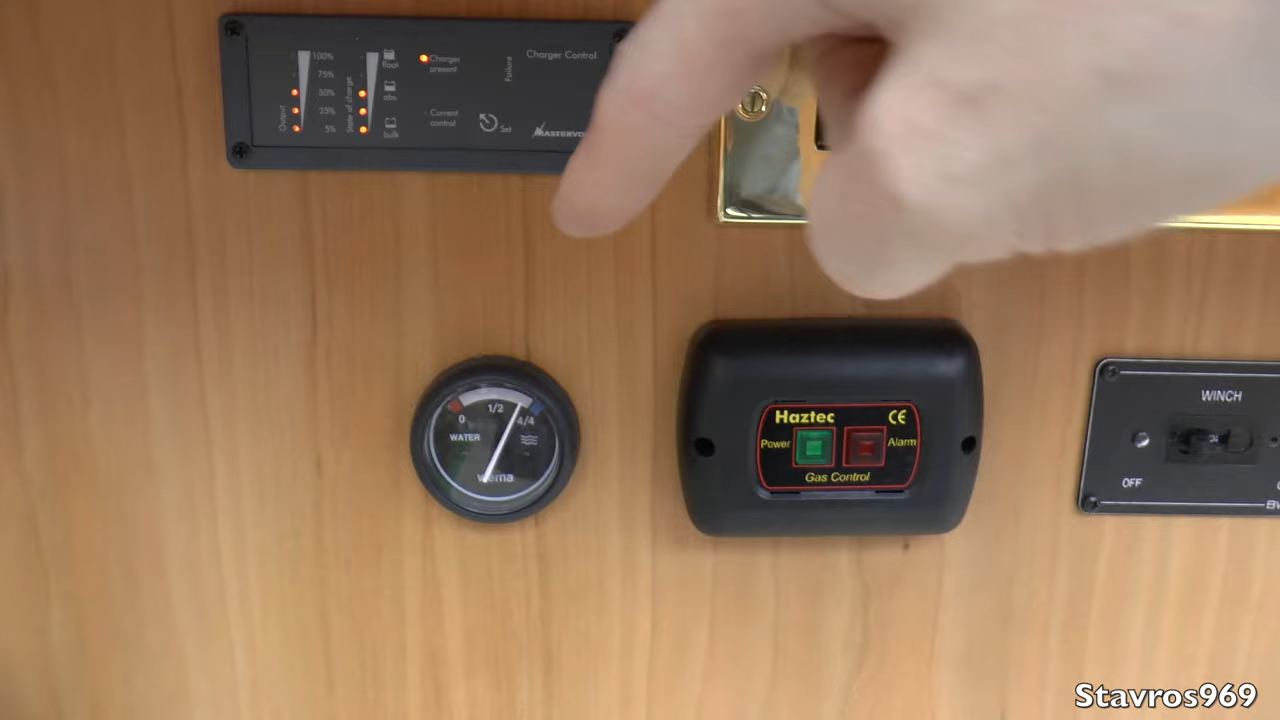 100%
75%
50%
25%
5%
Output
State of charge
float
abs
bulk
Charger
present
Current
control
Failure
Set
Charger Control
1/2
0
4/4
WATER
wema
Haztec
CE
Power
Alarm
Gas Control
WINCH
OFF
Stavros969